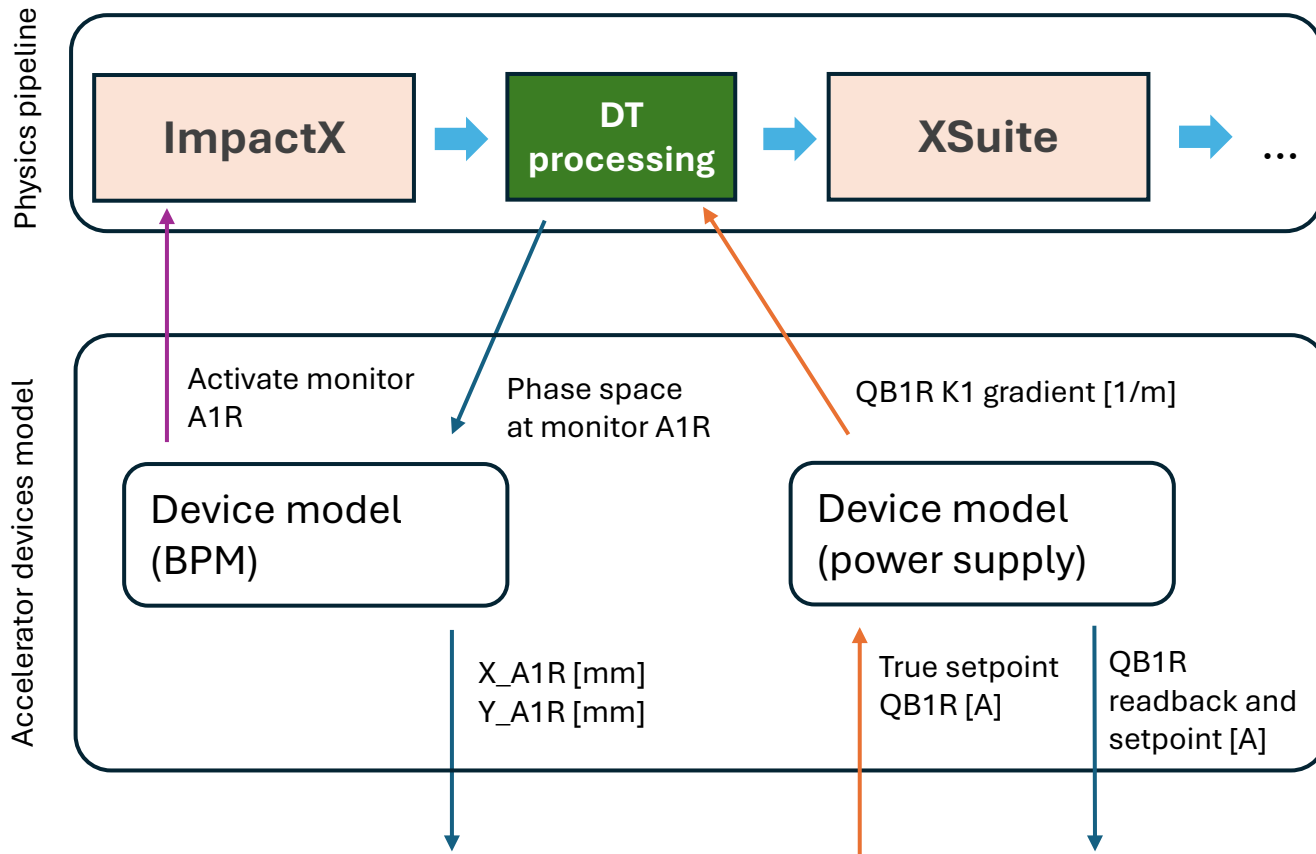 Physics pipeline
ImpactX
DT
processing
XSuite
...
Accelerator devices model
Activate monitor
A1R
Phase space
at monitor A1R
QB1R K1 gradient [1/m]
Device model
(BPM)
Device model
(power supply)
X_A1R [mm]
Y_A1R [mm]
True setpoint
QB1R [A]
QB1R
readback and
setpoint [A]